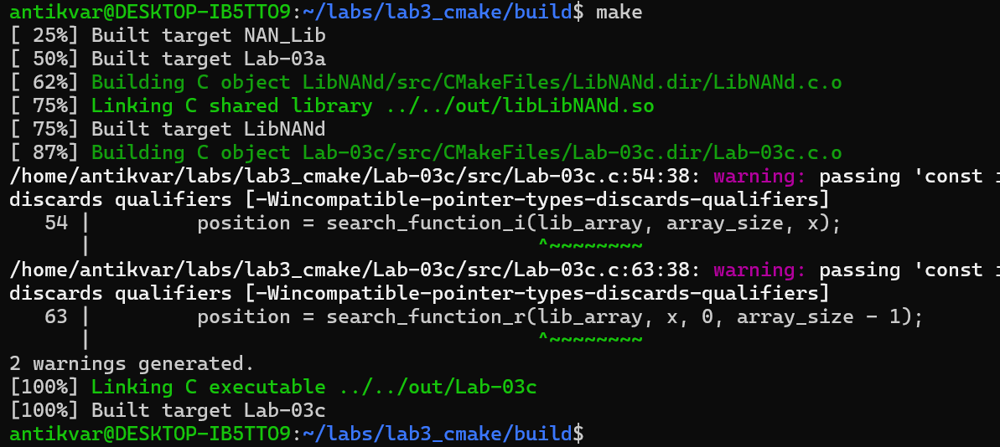 antikvar@DESKTOP-IB5TTO9:~/labs/lab3_cmake/build$ make
[ 25%] Built target NAN_Lib
[ 50%] Built target Lab-03a
[ 62%] Building C object LibNANd/src/CMakeFiles/LibNANd.dir/LibNANd.c.o
[ 75%] Linking C shared library ../../out/libLibNANd.so
[ 75%] Built target LibNANd
[ 87%] Building C object Lab-03c/src/CMakeFiles/Lab-03c.dir/Lab-03c.c.o
/home/antikvar/labs/lab3_cmake/Lab-03c/src/Lab-03c.c:54:38: warning: passing 'const i
discards qualifiers [-Wincompatible-pointer-types-discards-qualifiers]
   54 |         position = search_function_i(lib_array, array_size, x);
      |                                      ^~~~~~~~~
/home/antikvar/labs/lab3_cmake/Lab-03c/src/Lab-03c.c:63:38: warning: passing 'const i
discards qualifiers [-Wincompatible-pointer-types-discards-qualifiers]
   63 |         position = search_function_r(lib_array, x, 0, array_size - 1);
      |                                      ^~~~~~~~~
2 warnings generated.
[100%] Linking C executable ../../out/Lab-03c
[100%] Built target Lab-03c
antikvar@DESKTOP-IB5TTO9:~/labs/lab3_cmake/build$